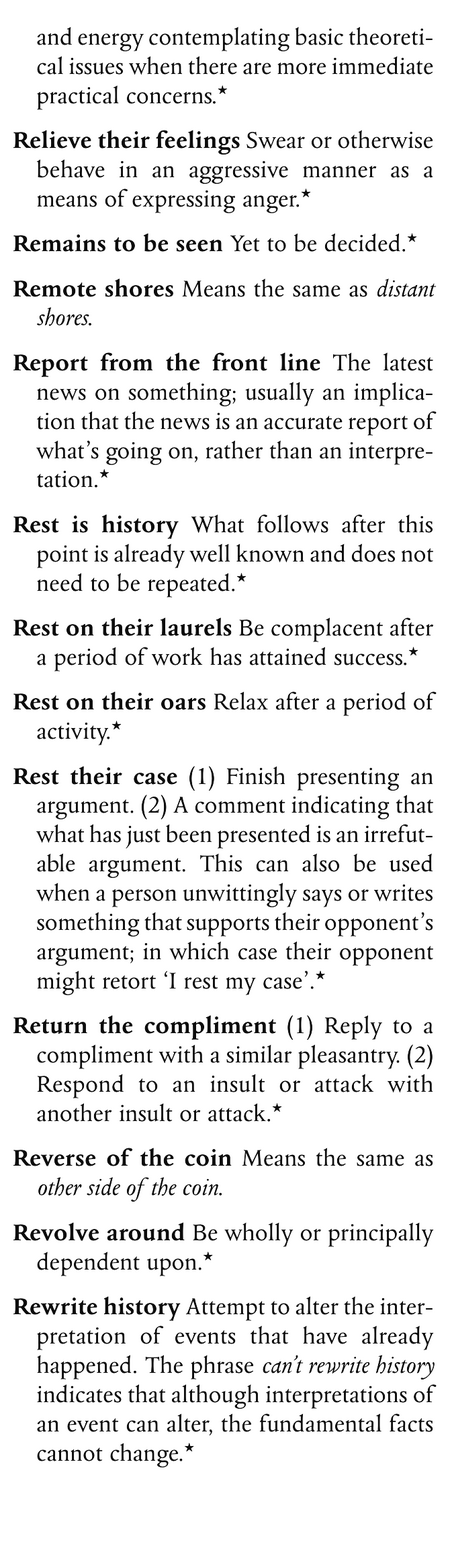 and energy contemplating basic theoreti-
cal issues when there are more immediate
practical concerns.★
Relieve their feelings Swear or otherwise
behave in an aggressive manner as a
means of expressing anger.★
Remains to be seen Yet to be decided.★
Remote shores Means the same as distant
shores.
Report from the front line The latest
news on something; usually an implica-
tion that the news is an accurate report of
what's going on, rather than an interpre-
tation.★
Rest is history What follows after this
point is already well known and does not
need to be repeated.★
Rest on their laurels Be complacent after
a period of work has attained success.★
Rest on their oars Relax after a period of
activity.★
Rest their case (1) Finish presenting an
argument. (2) A comment indicating that
what has just been presented is an irrefut-
able argument. This can also be used
when a person unwittingly says or writes
something that supports their opponent's
argument; in which case their opponent
might retort ‘I rest my case’.★
Return the compliment (1) Reply to a
compliment with a similar pleasantry. (2)
Respond to an insult or attack with
another insult or attack.★
Reverse of the coin Means the same as
other side of the coin.
Revolve around Be wholly or principally
dependent upon.★
Rewrite history Attempt to alter the inter-
pretation of events that have already
happened. The phrase can't rewrite history
indicates that although interpretations of
an event can alter, the fundamental facts
cannot change.★